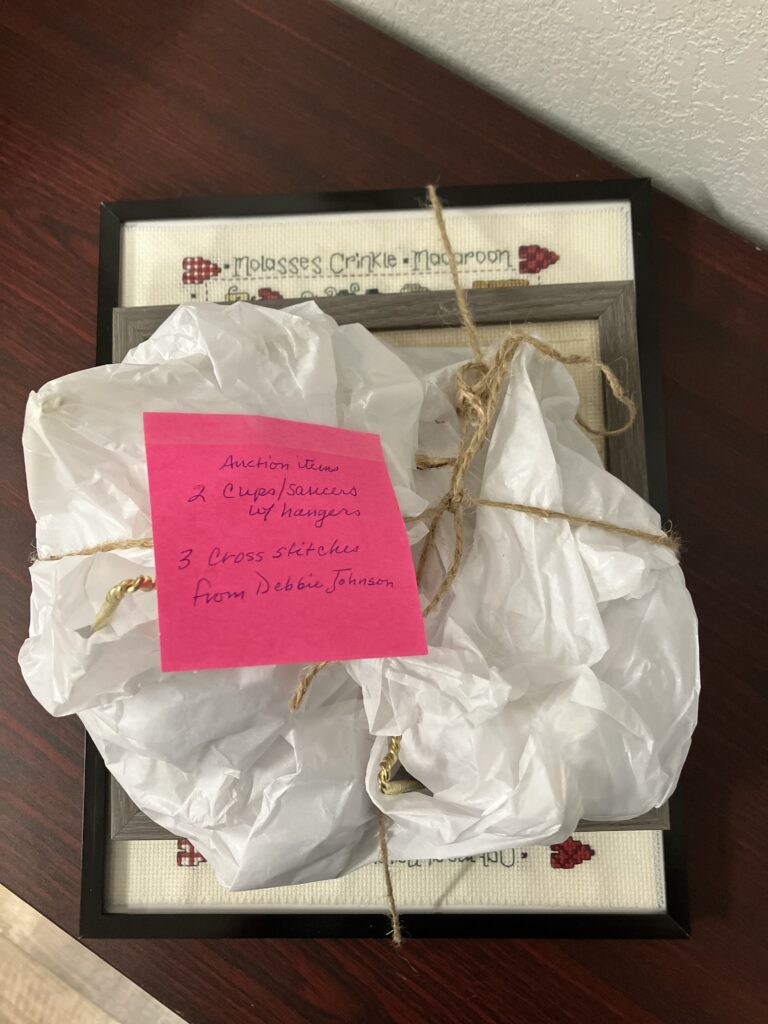 • Molasses Crinkle • Macaroon
Auction items
2 Cups/saucers
w/ hangers
3 Cross stitches
from Debbie Johnson